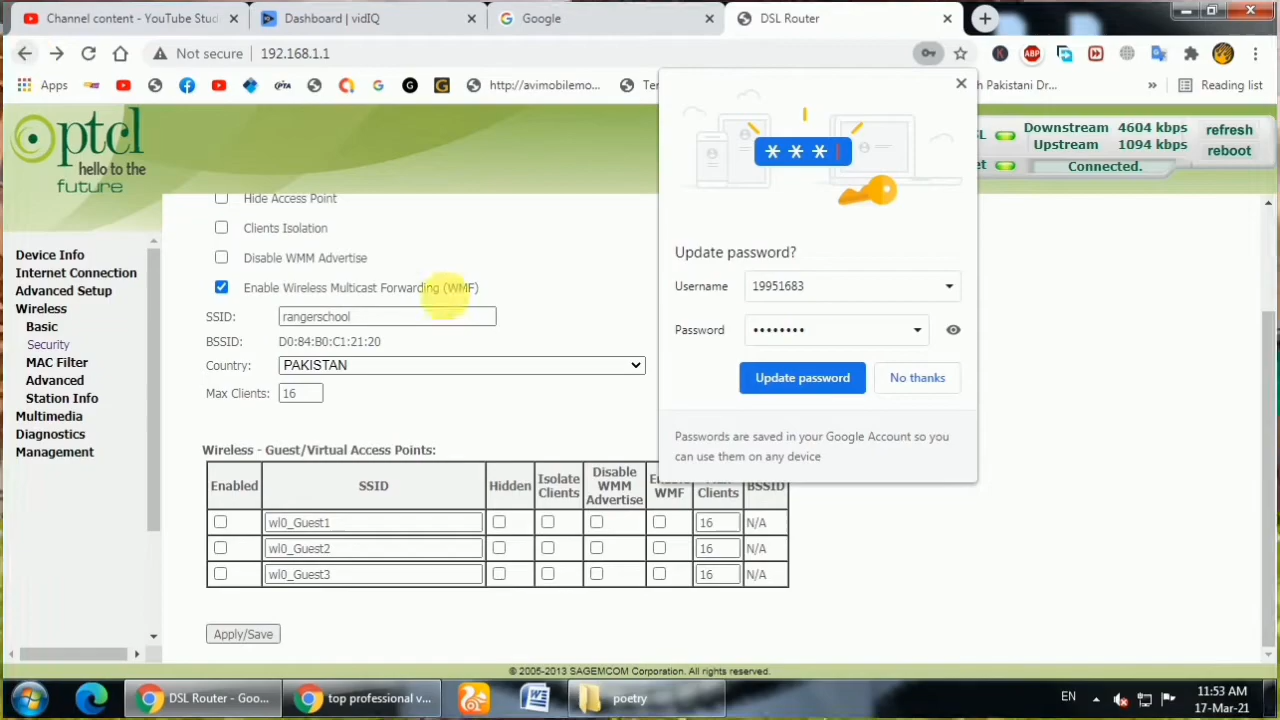 Channel content - YouTube Stud
Dashboard | vidIQ
Google
DSL Router
Not secure
192.168.1.1
ABP
Apps
PTA
http://avimobilemo...
Ter
h Pakistani Dr...
Reading list
ptcl
hello to the
future
Downstream 4604 kbps
Upstream 1094 kbps
Connected.
refresh
reboot
Device Info
Internet Connection
Advanced Setup
Wireless
Basic
Security
MAC Filter
Advanced
Station Info
Multimedia
Diagnostics
Management
Hide Access Point
Clients Isolation
Disable WMM Advertise
Enable Wireless Multicast Forwarding (WMF)
SSID: rangerschool
BSSID: D0:84:B0:C1:21:20
Country: PAKISTAN
Max Clients: 16
Wireless - Guest/Virtual Access Points:
Enabled SSID Hidden Isolate Clients Disable WMM Advertise WMF Clients BSSID
wl0_Guest1 16 N/A
wl0_Guest2 16 N/A
wl0_Guest3 16 N/A
Apply/Save
* * *
Update password?
Username 19951683
Password ••••••••
Update password
No thanks
Passwords are saved in your Google Account so you
can use them on any device
© 2005-2013 SAGEMCOM Corporation. All rights reserved.
DSL Router - Goo...
top professional v...
poetry
EN
11:53 AM
17-Mar-21